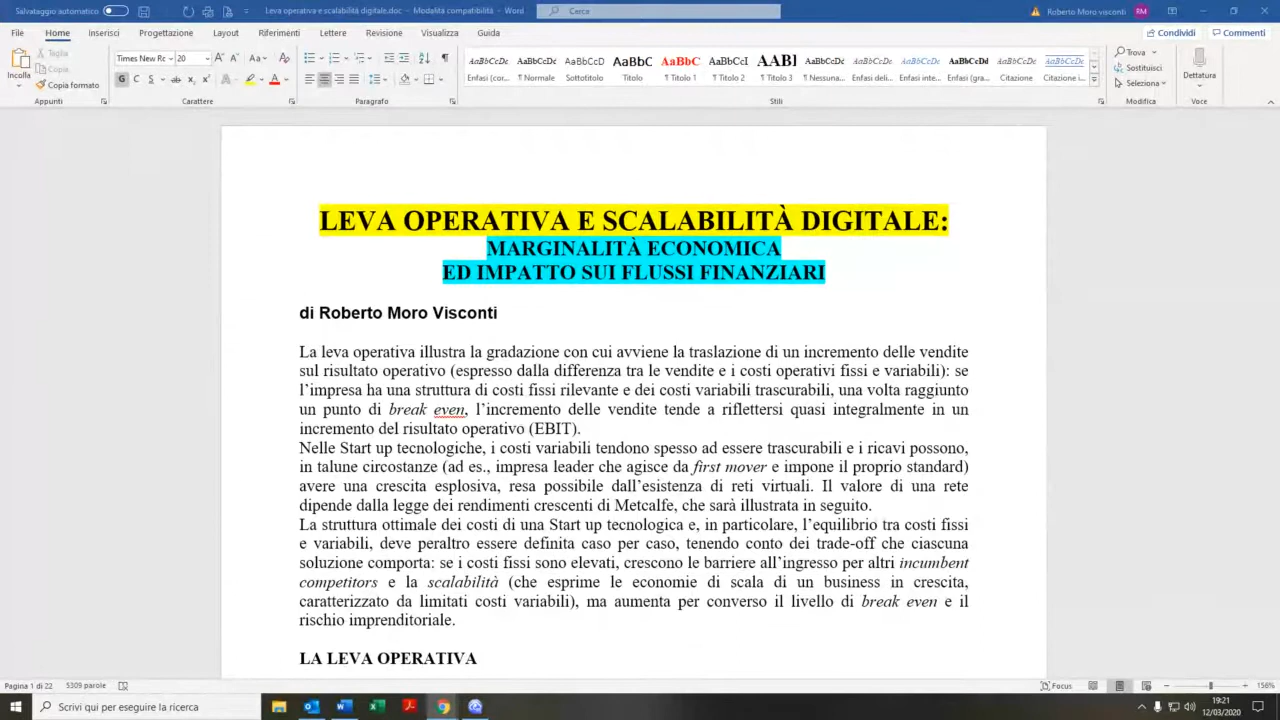 Salvataggio automatico
Leva operativa e scalabilità digitale.doc - Modalità compatibilità - Word
Cerca
Roberto Moro visconti RM
File Home Inserisci Progettazione Layout Riferimenti Lettere Revisione Visualizza Guida
Condividi Commenti
Incolla
Taglia
Copia
Copia formato
Times New Ro 20
G C S
AaBbCcDc AaBbCcDc AaBbCcD AaBbC AaBbC AaBbCcI AABI AaBbCcDc AaBbCcDc AaBbCcDc AaBbCcDd AaBbCcDc AaBbCcDc
Enfasi (cor... ¶ Normale Sottotitolo Titolo ¶ Titolo 1 ¶ Titolo 2 ¶ Titolo 3 ¶ Nessuna... Enfasi deli... Enfasi inte... Enfasi (gra... Citazione Citazione i...
Trova
Sostituisci
Seleziona
Dettatura
Appunti Carattere Paragrafo Stili Modifica Voce
LEVA OPERATIVA E SCALABILITÀ DIGITALE:
MARGINALITÀ ECONOMICA
ED IMPATTO SUI FLUSSI FINANZIARI
di Roberto Moro Visconti
La leva operativa illustra la gradazione con cui avviene la traslazione di un incremento delle vendite
sul risultato operativo (espresso dalla differenza tra le vendite e i costi operativi fissi e variabili): se
l’impresa ha una struttura di costi fissi rilevante e dei costi variabili trascurabili, una volta raggiunto
un punto di break even, l’incremento delle vendite tende a riflettersi quasi integralmente in un
incremento del risultato operativo (EBIT).
Nelle Start up tecnologiche, i costi variabili tendono spesso ad essere trascurabili e i ricavi possono,
in talune circostanze (ad es., impresa leader che agisce da first mover e impone il proprio standard)
avere una crescita esplosiva, resa possibile dall’esistenza di reti virtuali. Il valore di una rete
dipende dalla legge dei rendimenti crescenti di Metcalfe, che sarà illustrata in seguito.
La struttura ottimale dei costi di una Start up tecnologica e, in particolare, l’equilibrio tra costi fissi
e variabili, deve peraltro essere definita caso per caso, tenendo conto dei trade-off che ciascuna
soluzione comporta: se i costi fissi sono elevati, crescono le barriere all’ingresso per altri incumbent
competitors e la scalabilità (che esprime le economie di scala di un business in crescita,
caratterizzato da limitati costi variabili), ma aumenta per converso il livello di break even e il
rischio imprenditoriale.
LA LEVA OPERATIVA
Pagina 1 di 22 5309 parole
Focus
156%
Scrivi qui per eseguire la ricerca
19:21
12/03/2020